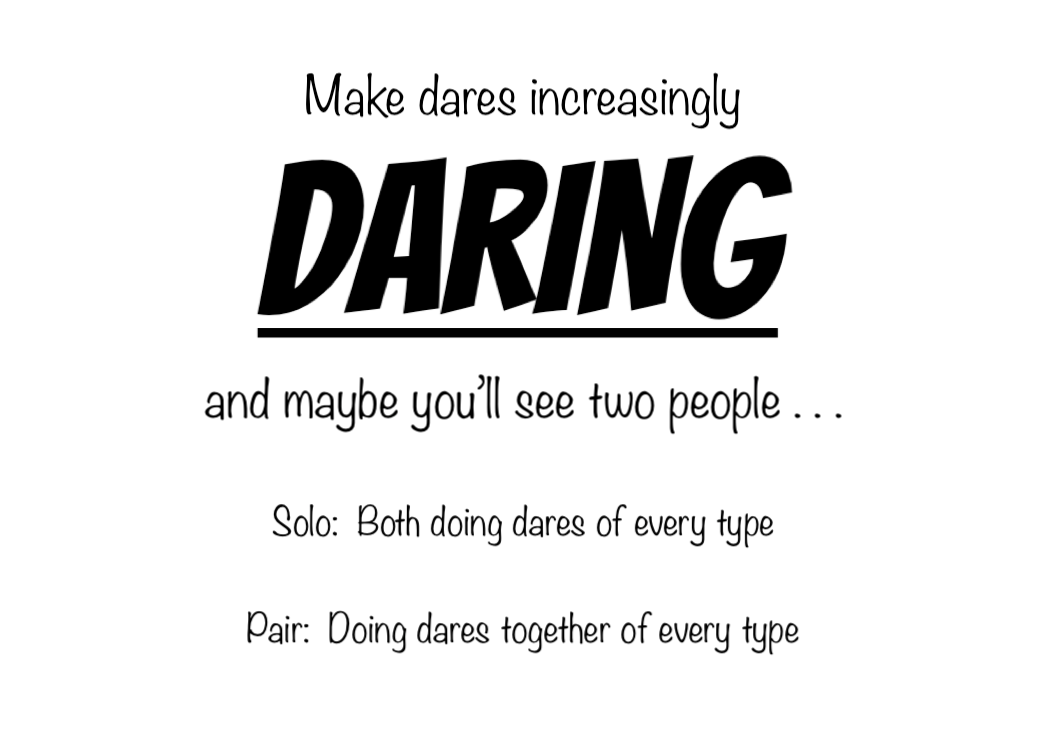 Make dares increasingly
DARING
and maybe you’ll see two people . . .
Solo:  Both doing dares of every type
Pair:  Doing dares together of every type